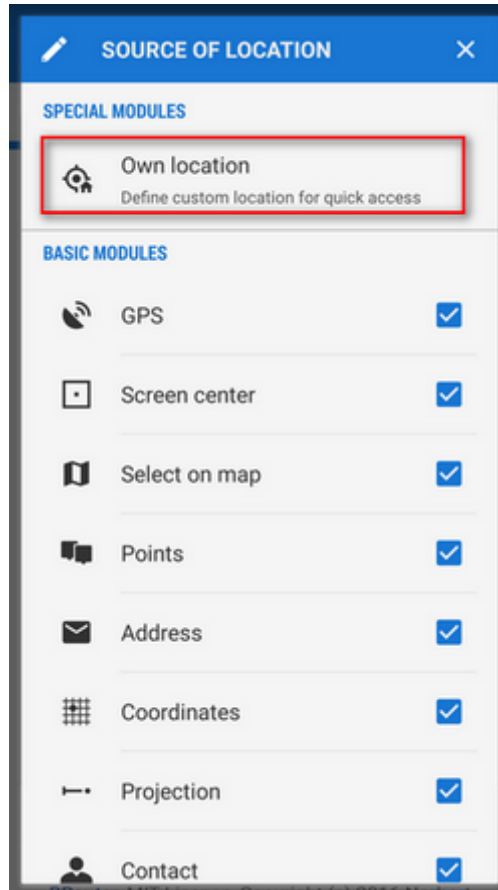 SOURCE OF LOCATION
SPECIAL MODULES
Own location
Define custom location for quick access
BASIC MODULES
GPS
Screen center
Select on map
Points
Address
Coordinates
Projection
Contact